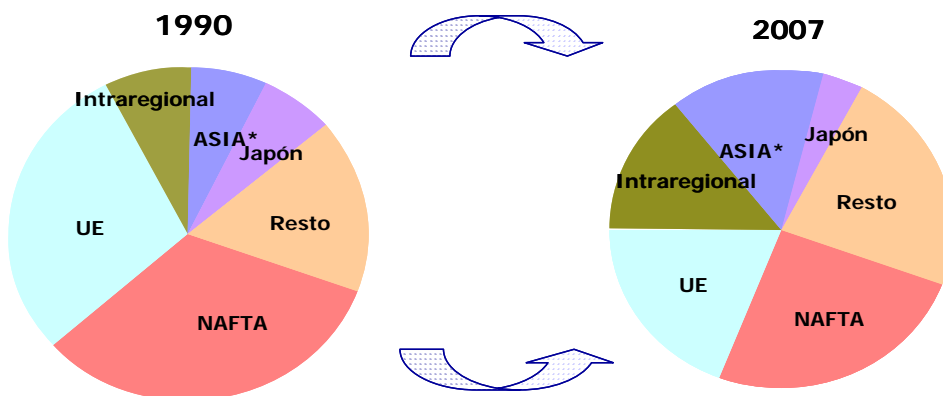 1990
2007
Intraregional
ASIA*
Japón
UE
Resto
NAFTA
ASIA*
Japón
Intraregional
Resto
UE
NAFTA